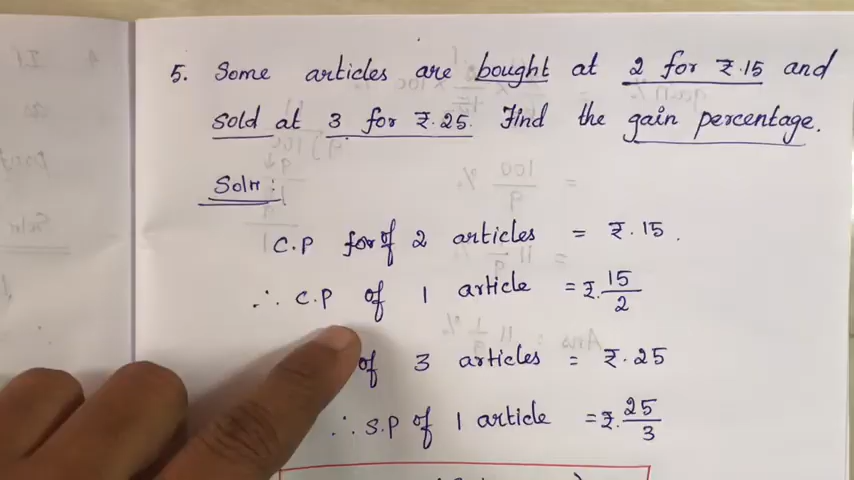 5. Some articles are bought at 2 for ₹.15 and
sold at 3 for ₹.25. Find the gain percentage.
Soln:
C.P for of 2 articles = ₹.15.
∴ C.P of 1 article = ₹.15/2
of 3 articles = ₹.25
∴ S.P of 1 article = ₹.25/3